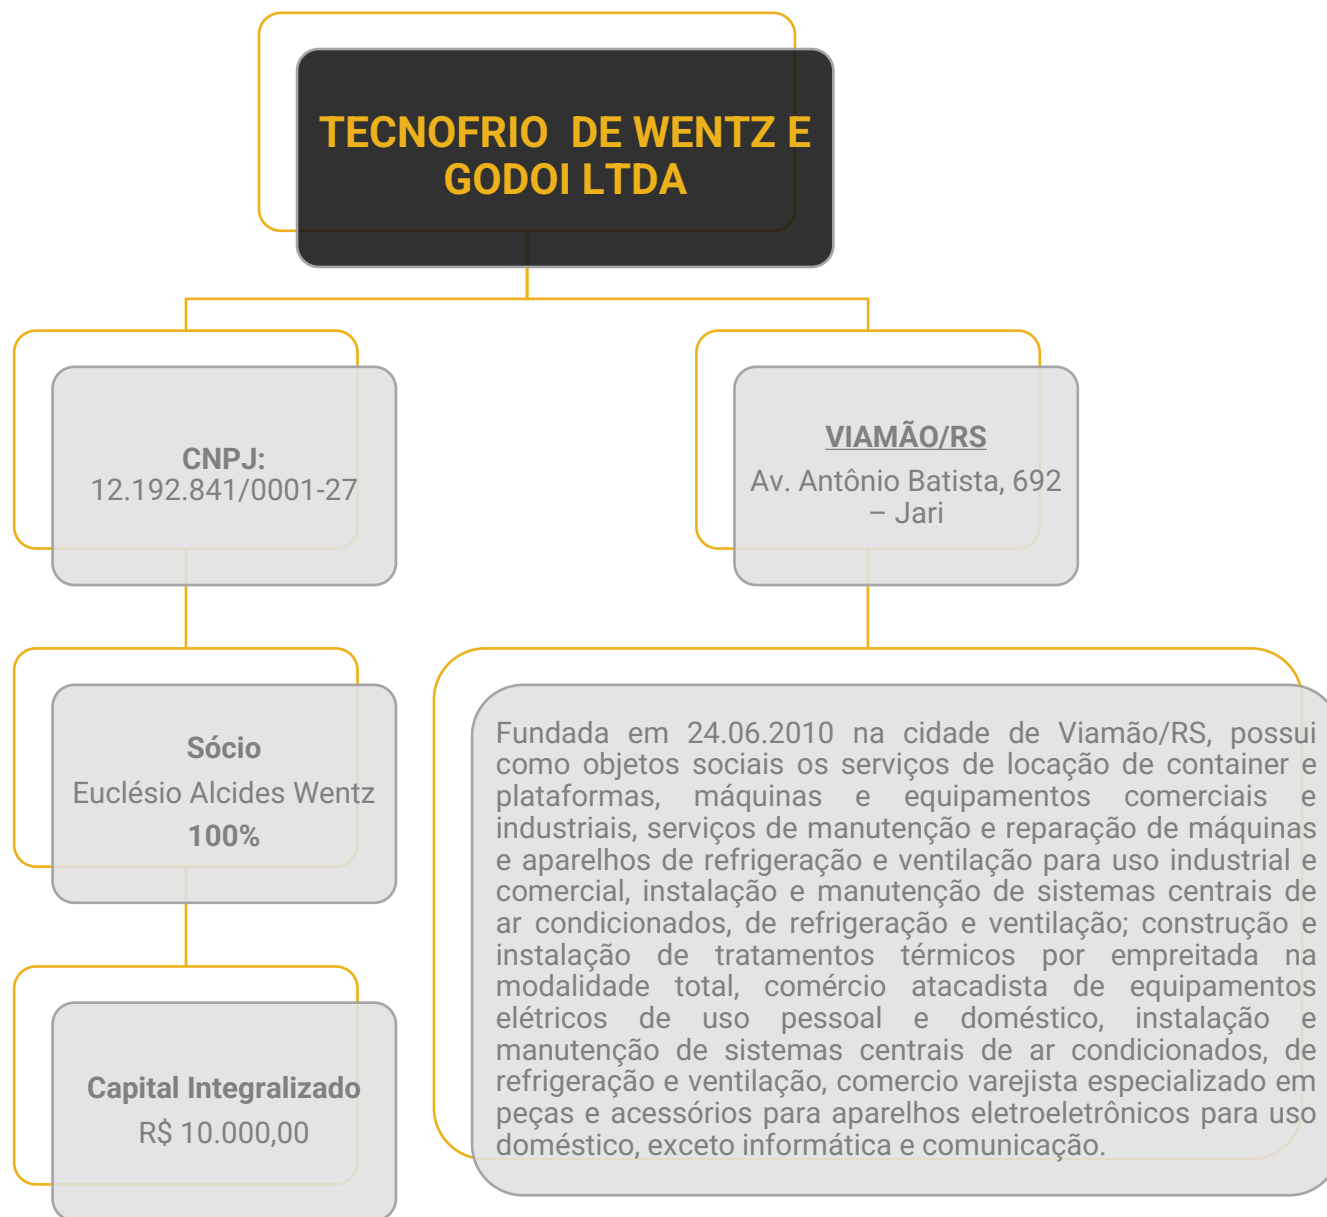 TECNOFRIO  DE WENTZ E
GODOI LTDA
CNPJ:
12.192.841/0001-27
VIAMÃO/RS
Av. Antônio Batista, 692
– Jari
Sócio
Euclésio Alcides Wentz
100%
Capital Integralizado
R$ 10.000,00
Fundada em 24.06.2010 na cidade de Viamão/RS, possui
como objetos sociais os serviços de locação de container e
plataformas, máquinas e equipamentos comerciais e
industriais, serviços de manutenção e reparação de máquinas
e aparelhos de refrigeração e ventilação para uso industrial e
comercial, instalação e manutenção de sistemas centrais de
ar condicionados, de refrigeração e ventilação; construção e
instalação de tratamentos térmicos por empreitada na
modalidade total, comércio atacadista de equipamentos
elétricos de uso pessoal e doméstico, instalação e
manutenção de sistemas centrais de ar condicionados, de
refrigeração e ventilação, comercio varejista especializado em
peças e acessórios para aparelhos eletroeletrônicos para uso
doméstico, exceto informática e comunicação.